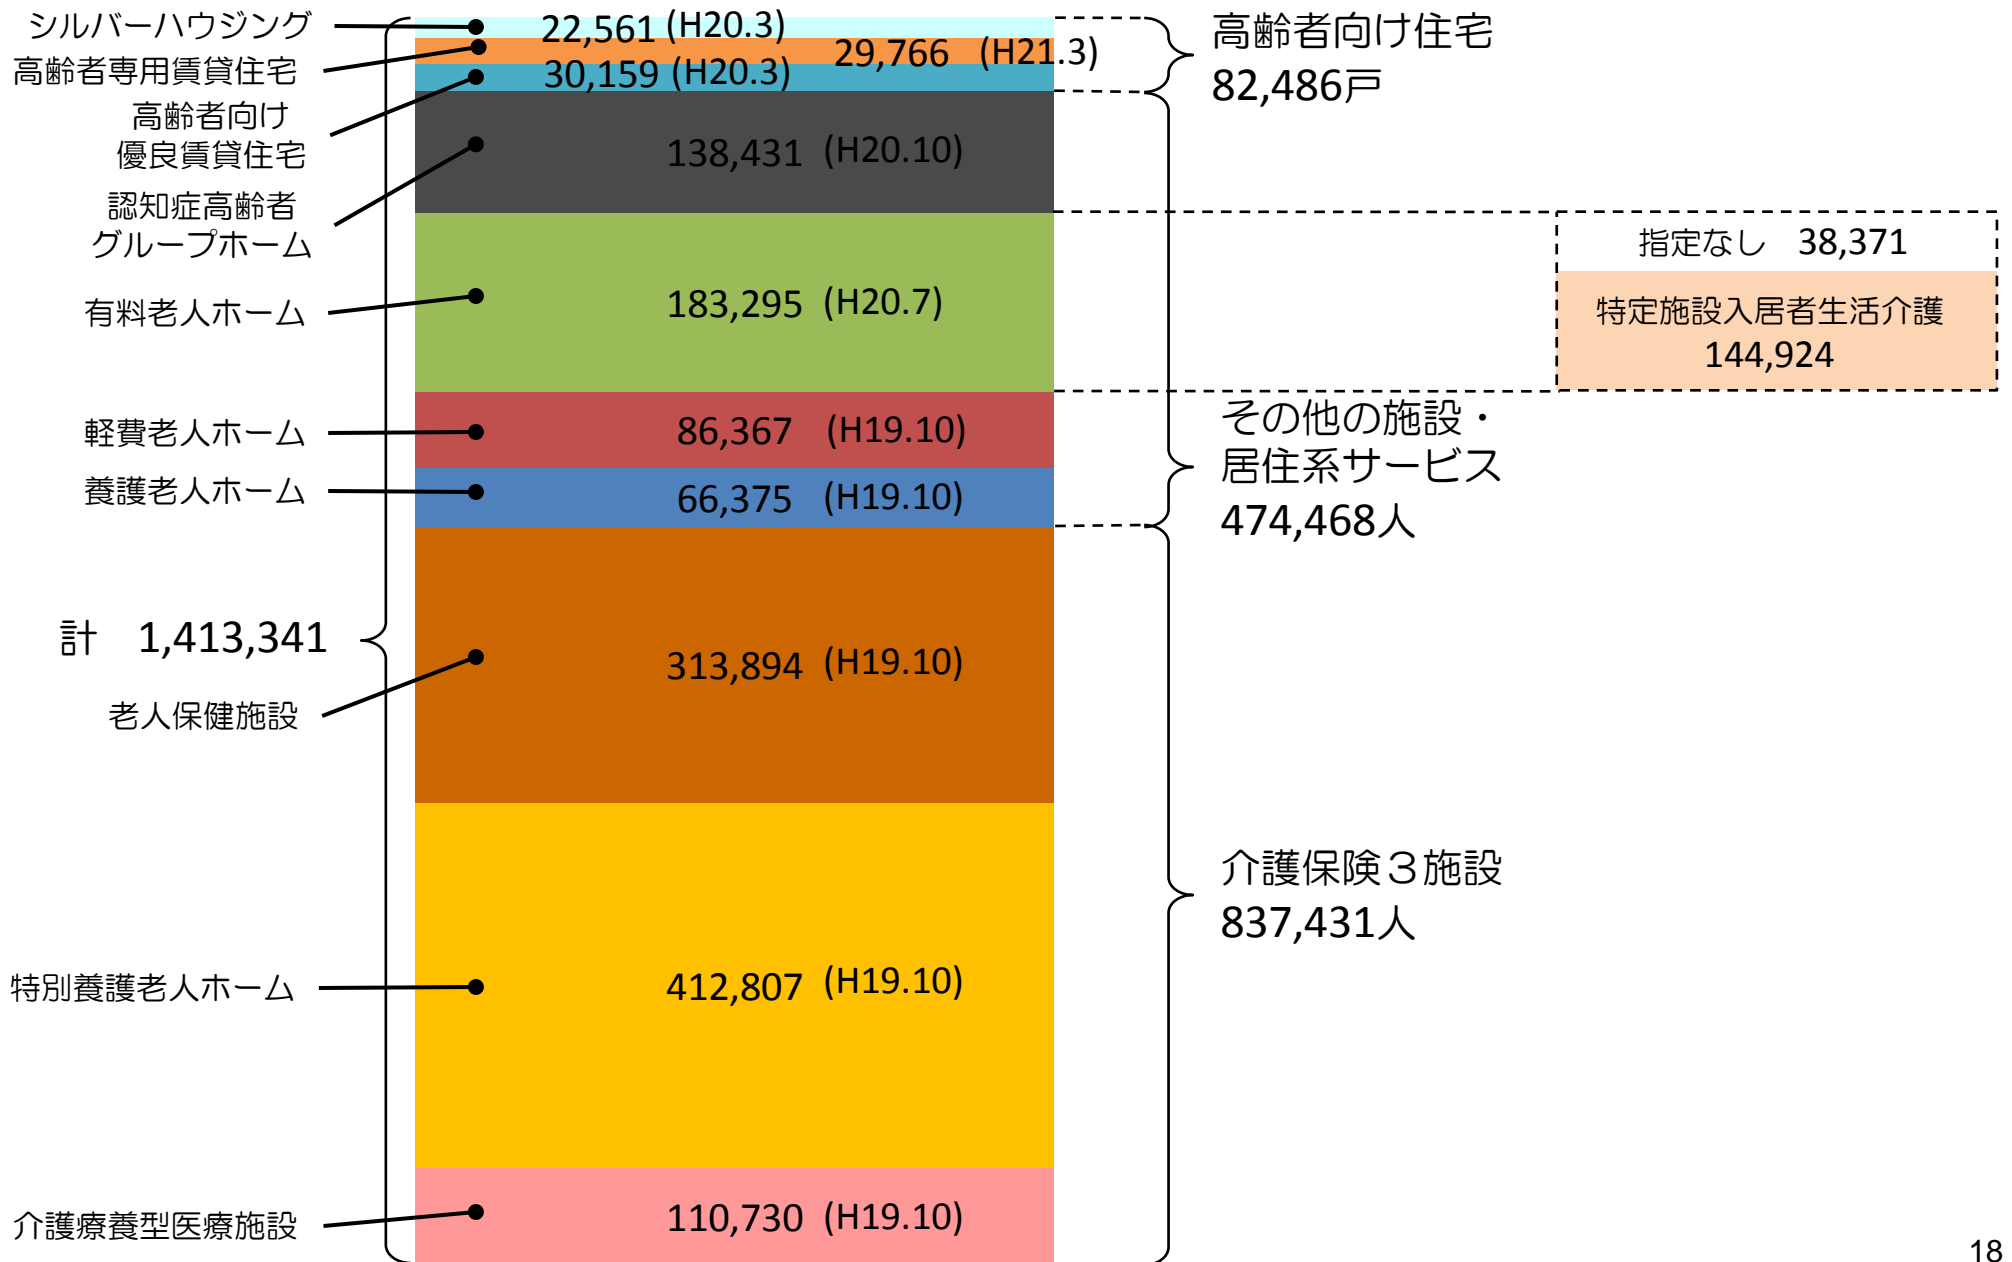 シルバーハウジング
22,561 (H20.3)
高齢者専用賃貸住宅
29,766 (H21.3)
高齢者向け
優良賃貸住宅
30,159 (H20.3)
高齢者向け住宅
82,486戸
認知症高齢者
グループホーム
138,431 (H20.10)
有料老人ホーム
183,295 (H20.7)
指定なし 38,371
特定施設入居者生活介護
144,924
軽費老人ホーム
86,367 (H19.10)
養護老人ホーム
66,375 (H19.10)
その他の施設・
居住系サービス
474,468人
計 1,413,341
老人保健施設
313,894 (H19.10)
特別養護老人ホーム
412,807 (H19.10)
介護保険３施設
837,431人
介護療養型医療施設
110,730 (H19.10)
18